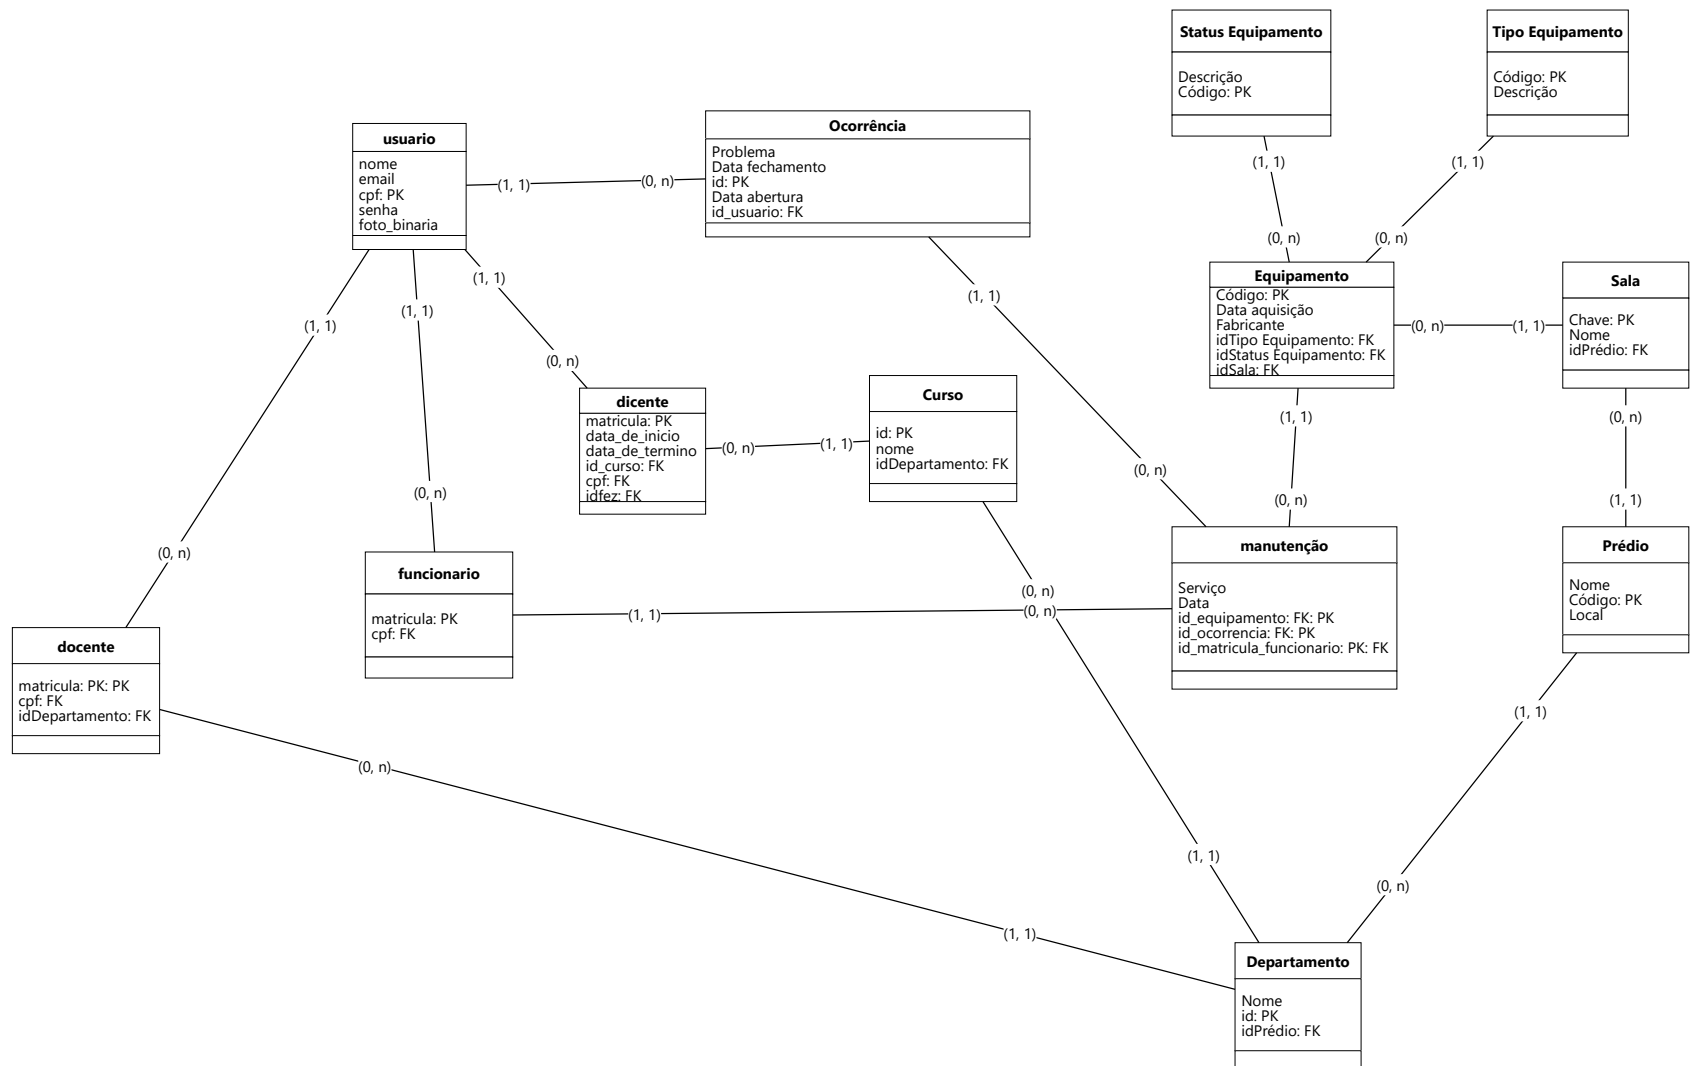 Status Equipamento
Descrição
Código: PK
Tipo Equipamento
Código: PK
Descrição
usuario
nome
email
cpf: PK
senha
foto_binaria
Ocorrência
Problema
Data fechamento
id: PK
Data abertura
id_usuario: FK
(1, 1)
(0, n)
(1, 1)
(1, 1)
(0, n)
(0, n)
Equipamento
Código: PK
Data aquisição
Fabricante
idTipo Equipamento: FK
idStatus Equipamento: FK
idSala: FK
(0, n)
(1, 1)
Sala
Chave: PK
Nome
idPrédio: FK
(1, 1)
(1, 1)
(1, 1)
(1, 1)
(0, n)
dicente
matricula: PK
data_de_inicio
data_de_termino
id_curso: FK
cpf: FK
idfez: FK
(0, n)
(1, 1)
Curso
id: PK
nome
idDepartamento: FK
(1, 1)
(0, n)
(0, n)
(0, n)
(0, n)
(1, 1)
(0, n)
funcionario
matricula: PK
cpf: FK
(1, 1)
(0, n)
(0, n)
manutenção
Serviço
Data
id_equipamento: FK: PK
id_ocorrencia: FK: PK
id_matricula_funcionario: PK: FK
Prédio
Nome
Código: PK
Local
docente
matricula: PK: PK
cpf: FK
idDepartamento: FK
(0, n)
(1, 1)
(1, 1)
(1, 1)
(0, n)
Departamento
Nome
id: PK
idPrédio: FK